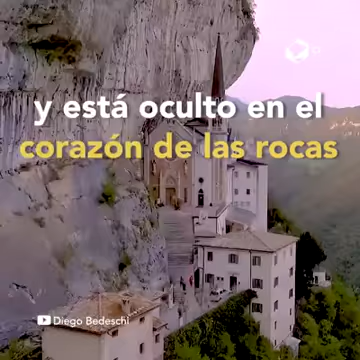 y está oculto en el
corazón de las rocas
Diego Bedeschi